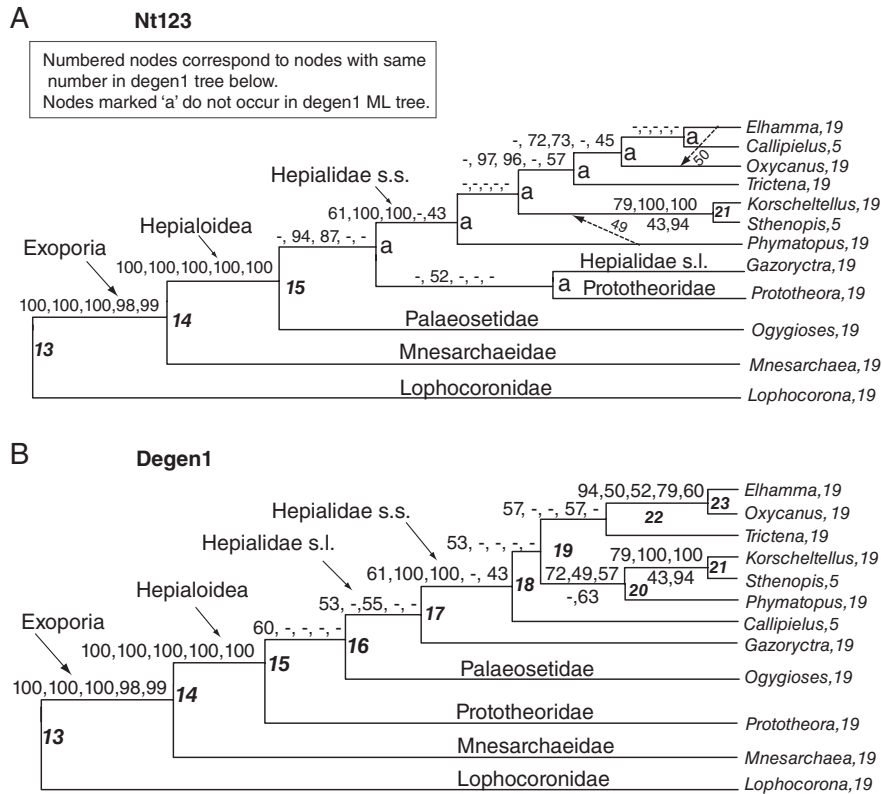 A
Nt123
Numbered nodes correspond to nodes with same
number in degen1 tree below.
Nodes marked 'a' do not occur in degen1 ML tree.
-,-,-,-,-
a
Elhamma,19
Callipielus,5
-, 72,73, -, 45
a
50
Oxycanus,19
-, 97, 96, -, 57
a
Trictena,19
-,-,-,-,-
a
79,100,100
43,94
21
Korscheltellus,19
Sthenopis,5
Hepialidae s.s.
61,100,100,-,43
a
49
Phymatopus,19
-, 94, 87, -, -
a
-, 52, -, -, -
a
Hepialidae s.l.
Gazoryctra,19
Prototheoridae
Prototheora,19
Hepialoidea
100,100,100,100,100
15
Palaeosetidae
Ogygioses,19
Exoporia
100,100,100,98,99
14
Mnesarchaeidae
Mnesarchaea,19
13
Lophocoronidae
Lophocorona,19
B
Degen1
94,50,52,79,60
23
Elhamma,19
Oxycanus, 19
57, -, -, 57, -
22
Trictena,19
53, -, -, -, -
19
79,100,100
43,94
21
Korscheltellus,19
Sthenopis,5
72,49,57
-,63
20
Phymatopus,19
Hepialidae s.s.
61,100,100, -, 43
18
Callipielus,5
Hepialidae s.l.
53, -,55, -, -
17
Gazoryctra,19
60, -, -, -, -
16
Palaeosetidae
Ogygioses,19
Hepialoidea
100,100,100,100,100
15
Prototheoridae
Prototheora,19
Exoporia
100,100,100,98,99
14
Mnesarchaeidae
Mnesarchaea,19
13
Lophocoronidae
Lophocorona,19